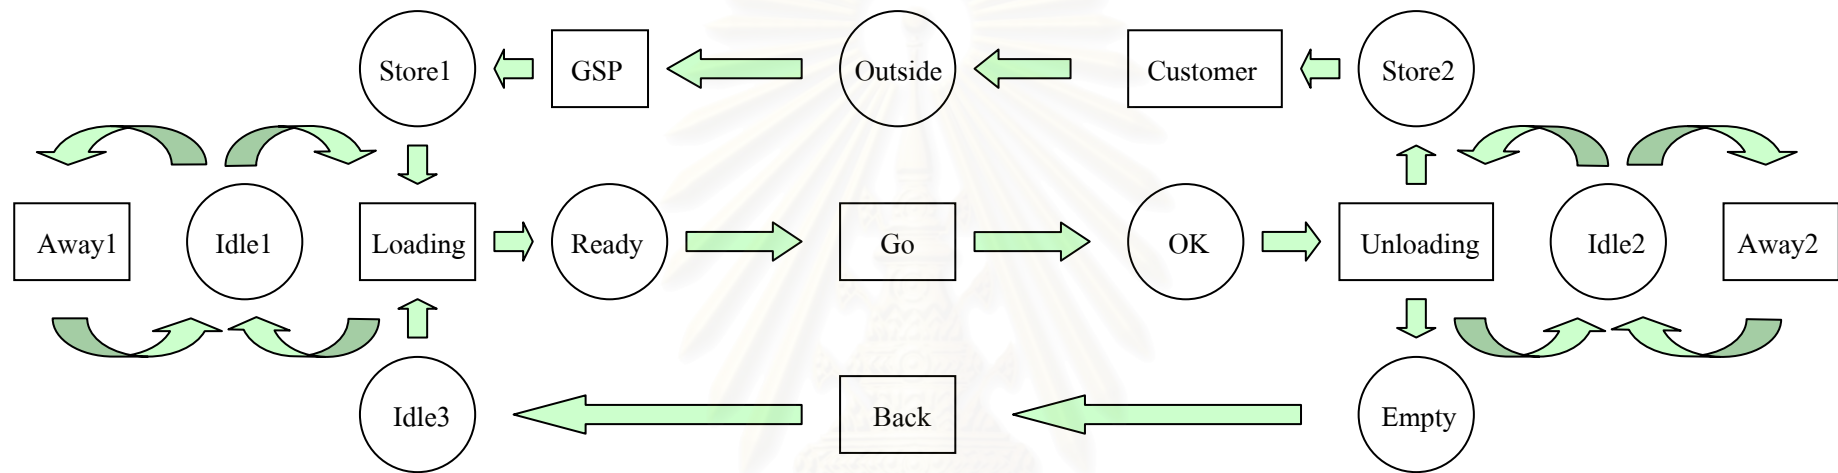 Store1
GSP
Outside
Customer
Store2
Away1
Idle1
Loading
Ready
Go
OK
Unloading
Idle2
Away2
Idle3
Back
Empty